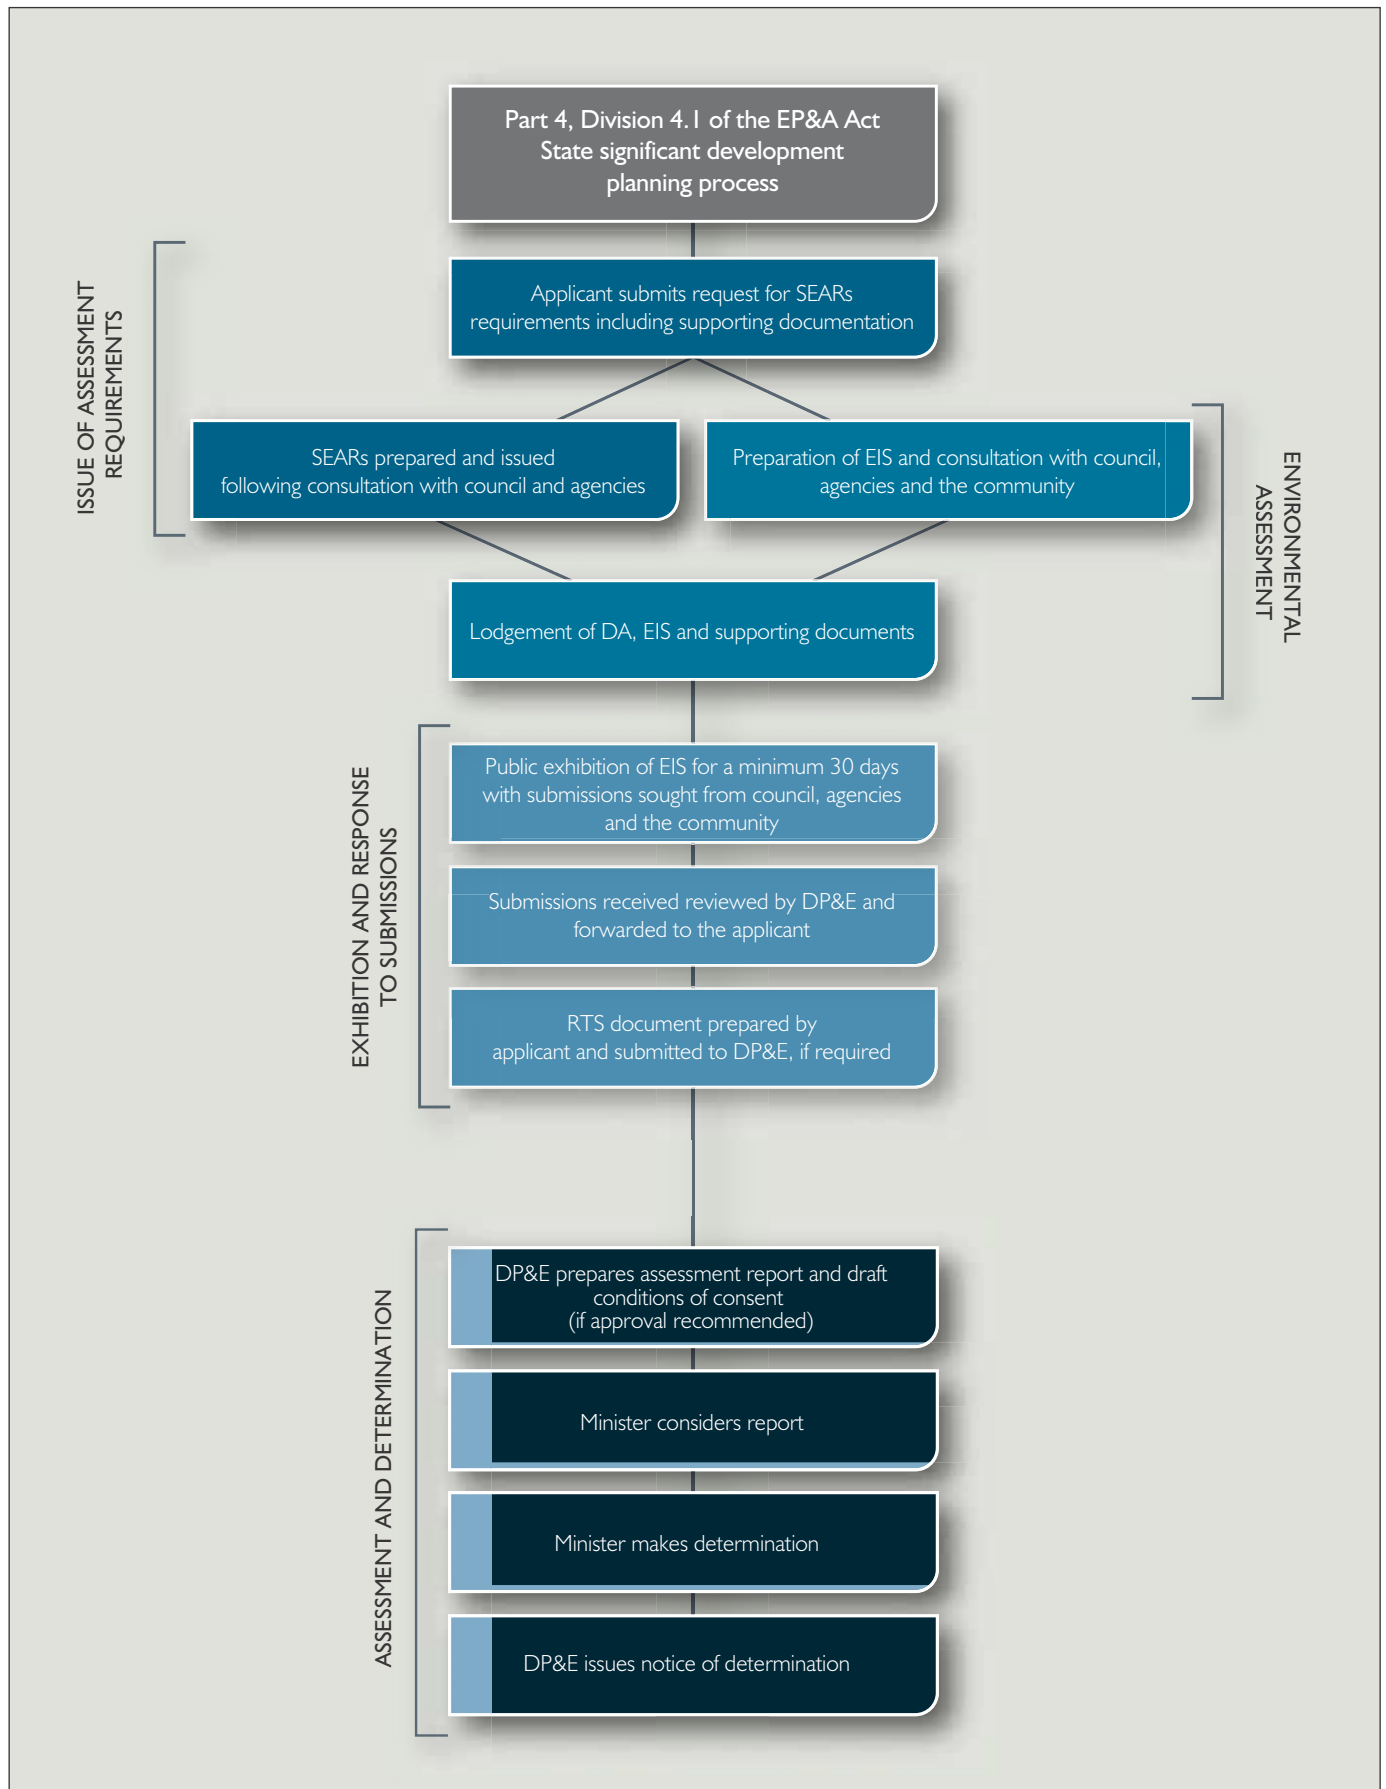 Part 4, Division 4.1 of the EP&A Act
State significant development
planning process
Applicant submits request for SEARs
requirements including supporting documentation
ISSUE OF ASSESSMENT
REQUIREMENTS
SEARs prepared and issued
following consultation with council and agencies
Preparation of EIS and consultation with council,
agencies and the community
ENVIRONMENTAL
ASSESSMENT
Lodgement of DA, EIS and supporting documents
EXHIBITION AND RESPONSE
TO SUBMISSIONS
Public exhibition of EIS for a minimum 30 days
with submissions sought from council, agencies
and the community
Submissions received reviewed by DP&E and
forwarded to the applicant
RTS document prepared by
applicant and submitted to DP&E, if required
ASSESSMENT AND DETERMINATION
DP&E prepares assessment report and draft
conditions of consent
(if approval recommended)
Minister considers report
Minister makes determination
DP&E issues notice of determination